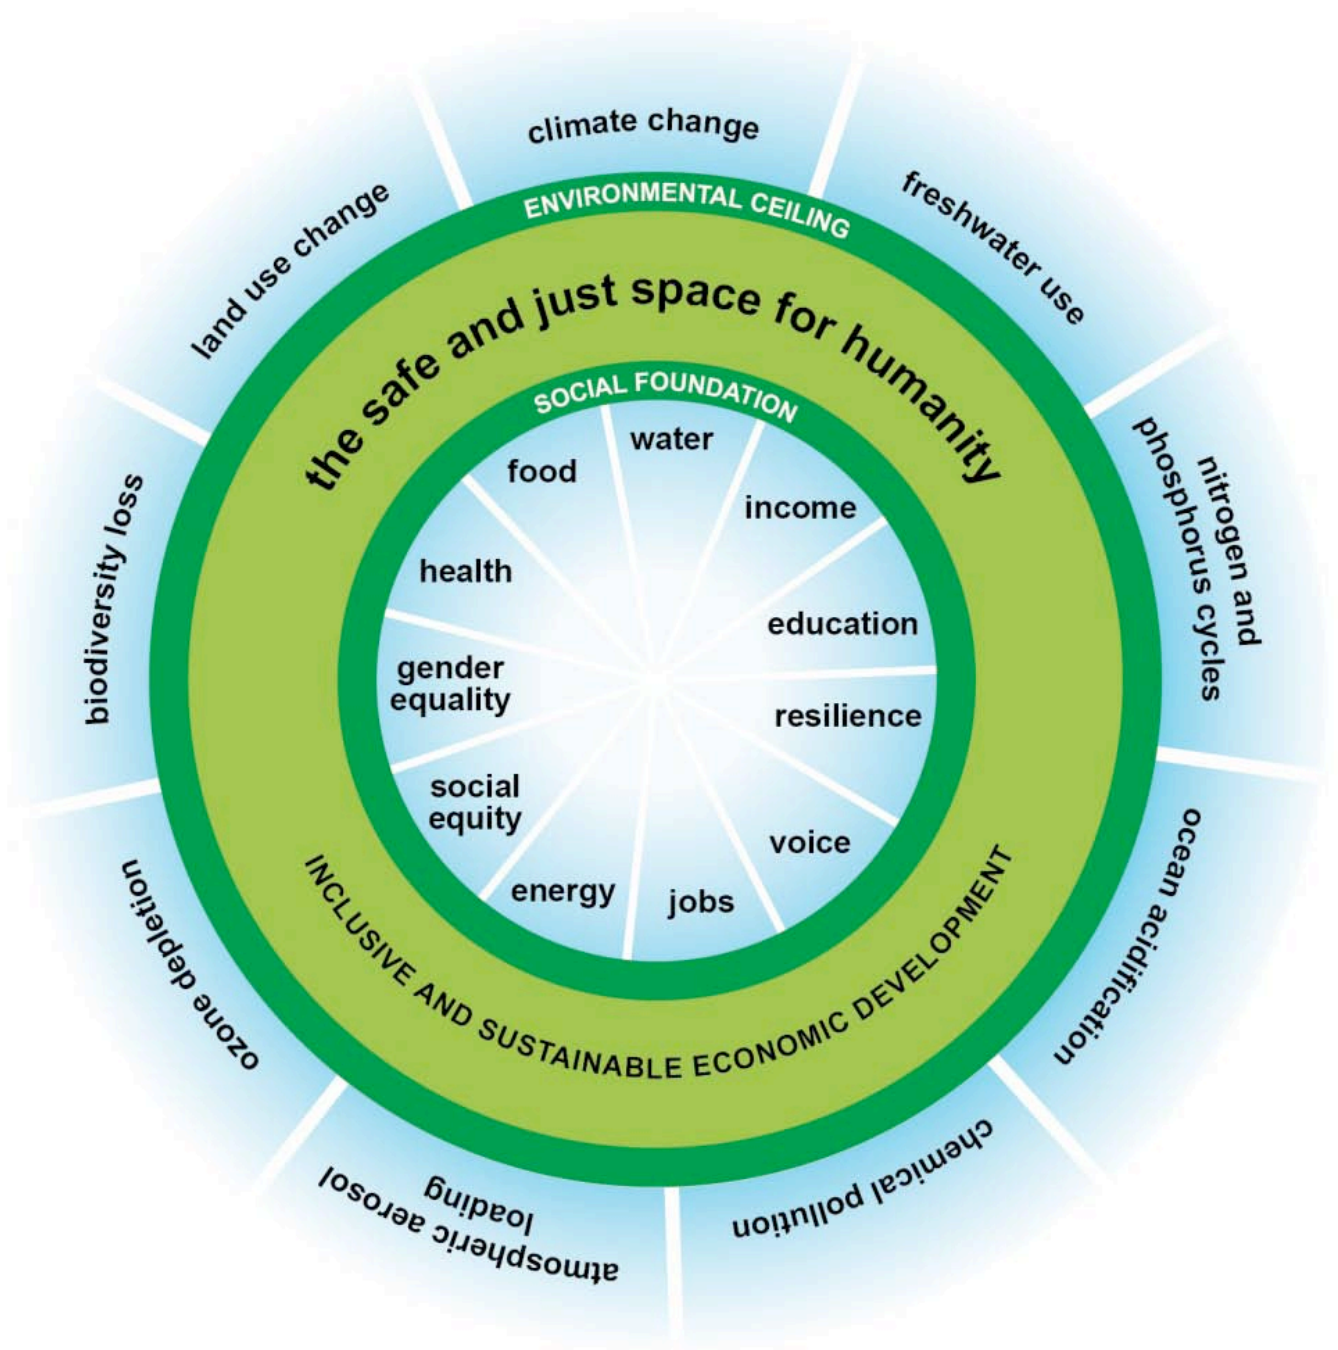 climate change
freshwater use
nitrogen and
phosphorus cycles
ocean acidification
chemical pollution
atmospheric aerosol
loading
ozone depletion
biodiversity loss
land use change
ENVIRONMENTAL CEILING
the safe and just space for humanity
SOCIAL FOUNDATION
water
income
education
resilience
voice
jobs
energy
social
equity
gender
equality
health
food
INCLUSIVE AND SUSTAINABLE ECONOMIC DEVELOPMENT